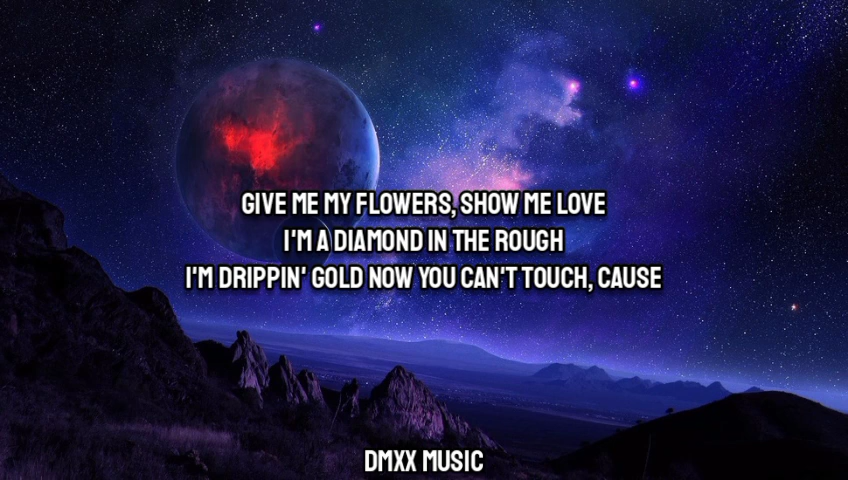 GIVE ME MY FLOWERS, SHOW ME LOVE
I'M A DIAMOND IN THE ROUGH
I'M DRIPPIN' GOLD NOW YOU CAN'T TOUCH, CAUSE
DMXX MUSIC